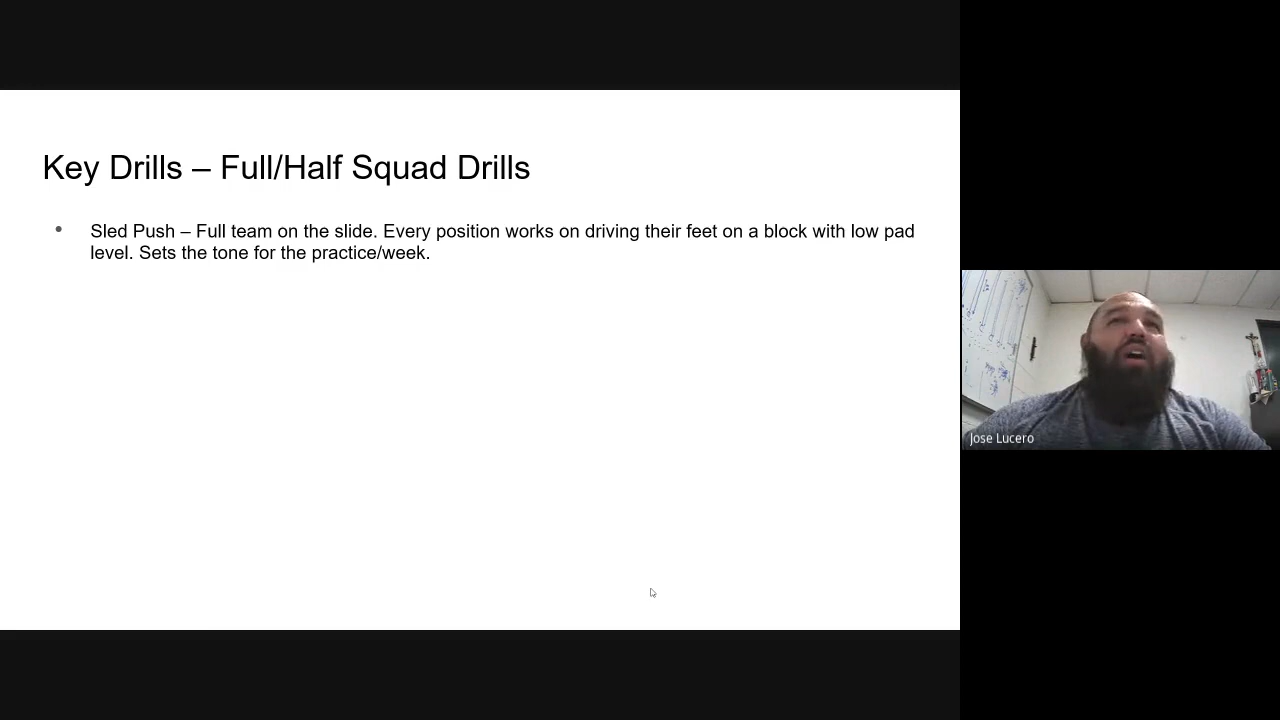 Key Drills – Full/Half Squad Drills
• Sled Push – Full team on the slide. Every position works on driving their feet on a block with low pad
level. Sets the tone for the practice/week.
Jose Lucero